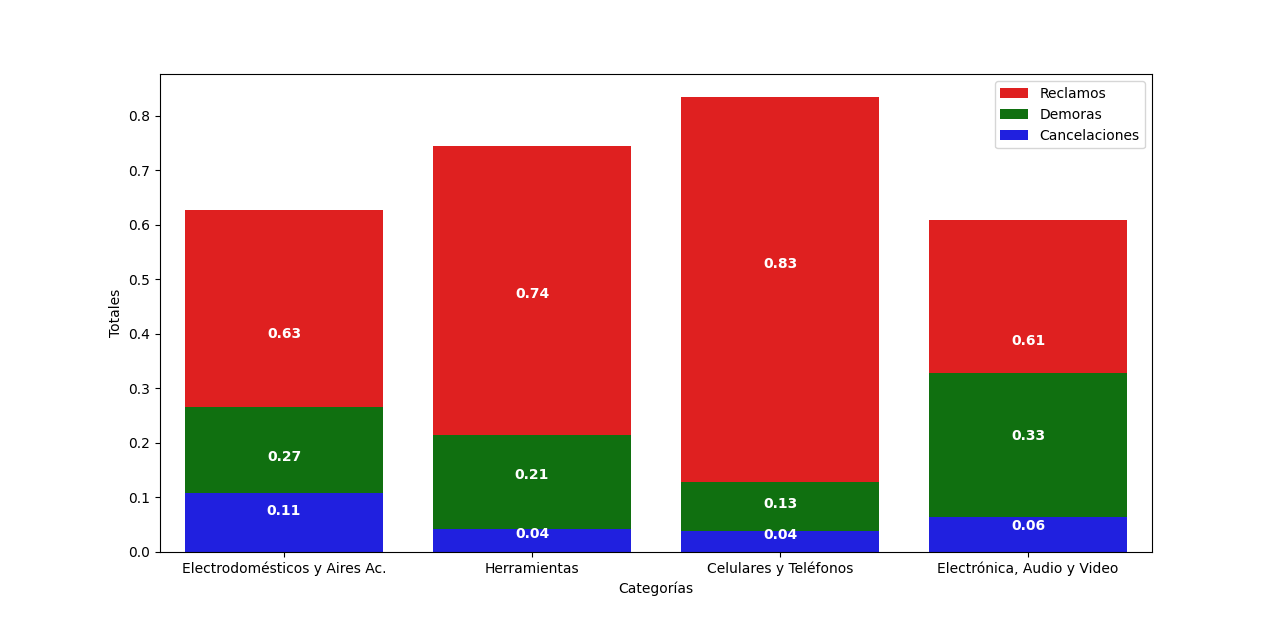 Reclamos
Demoras
Cancelaciones
0.8
0.7
0.6
0.5
0.4
0.3
0.2
0.1
0.0
Totales
0.63
0.27
0.11
0.74
0.21
0.04
0.83
0.13
0.04
0.61
0.33
0.06
Electrodomésticos y Aires Ac.
Herramientas
Celulares y Teléfonos
Electrónica, Audio y Video
Categorías